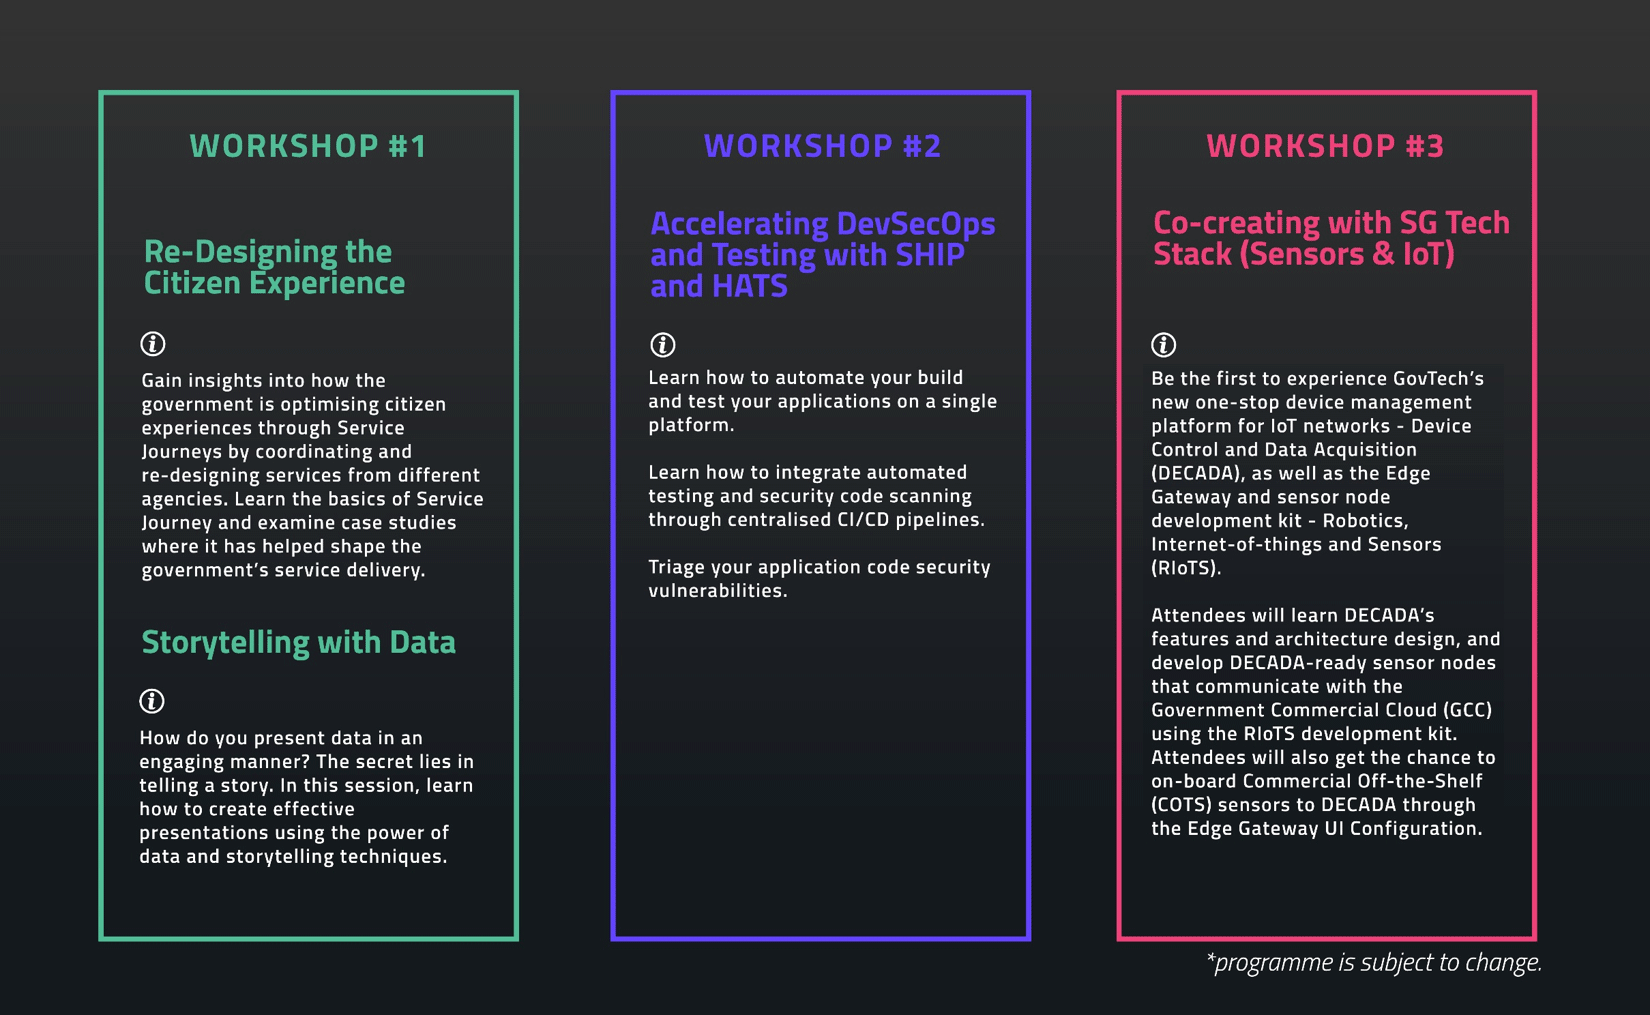 WORKSHOP #1
Re-Designing the
Citizen Experience
Gain insights into how the
government is optimising citizen
experiences through Service
Journeys by coordinating and
re-designing services from different
agencies. Learn the basics of Service
Journey and examine case studies
where it has helped shape the
government's service delivery.
Storytelling with Data
How do you present data in an
engaging manner? The secret lies in
telling a story. In this session, learn
how to create effective
presentations using the power of
data and storytelling techniques.
WORKSHOP #2
Accelerating DevSecOps
and Testing with SHIP
and HATS
Learn how to automate your build
and test your applications on a single
platform.
Learn how to integrate automated
testing and security code scanning
through centralised CI/CD pipelines.
Triage your application code security
vulnerabilities.
WORKSHOP #3
Co-creating with SG Tech
Stack (Sensors & IoT)
Be the first to experience GovTech's
new one-stop device management
platform for IoT networks - Device
Control and Data Acquisition
(DECADA), as well as the Edge
Gateway and sensor node
development kit - Robotics,
Internet-of-things and Sensors
(RIoTS).
Attendees will learn DECADA's
features and architecture design, and
develop DECADA-ready sensor nodes
that communicate with the
Government Commercial Cloud (GCC)
using the RIoTS development kit.
Attendees will also get the chance to
on-board Commercial Off-the-Shelf
(COTS) sensors to DECADA through
the Edge Gateway UI Configuration.
*programme is subject to change.